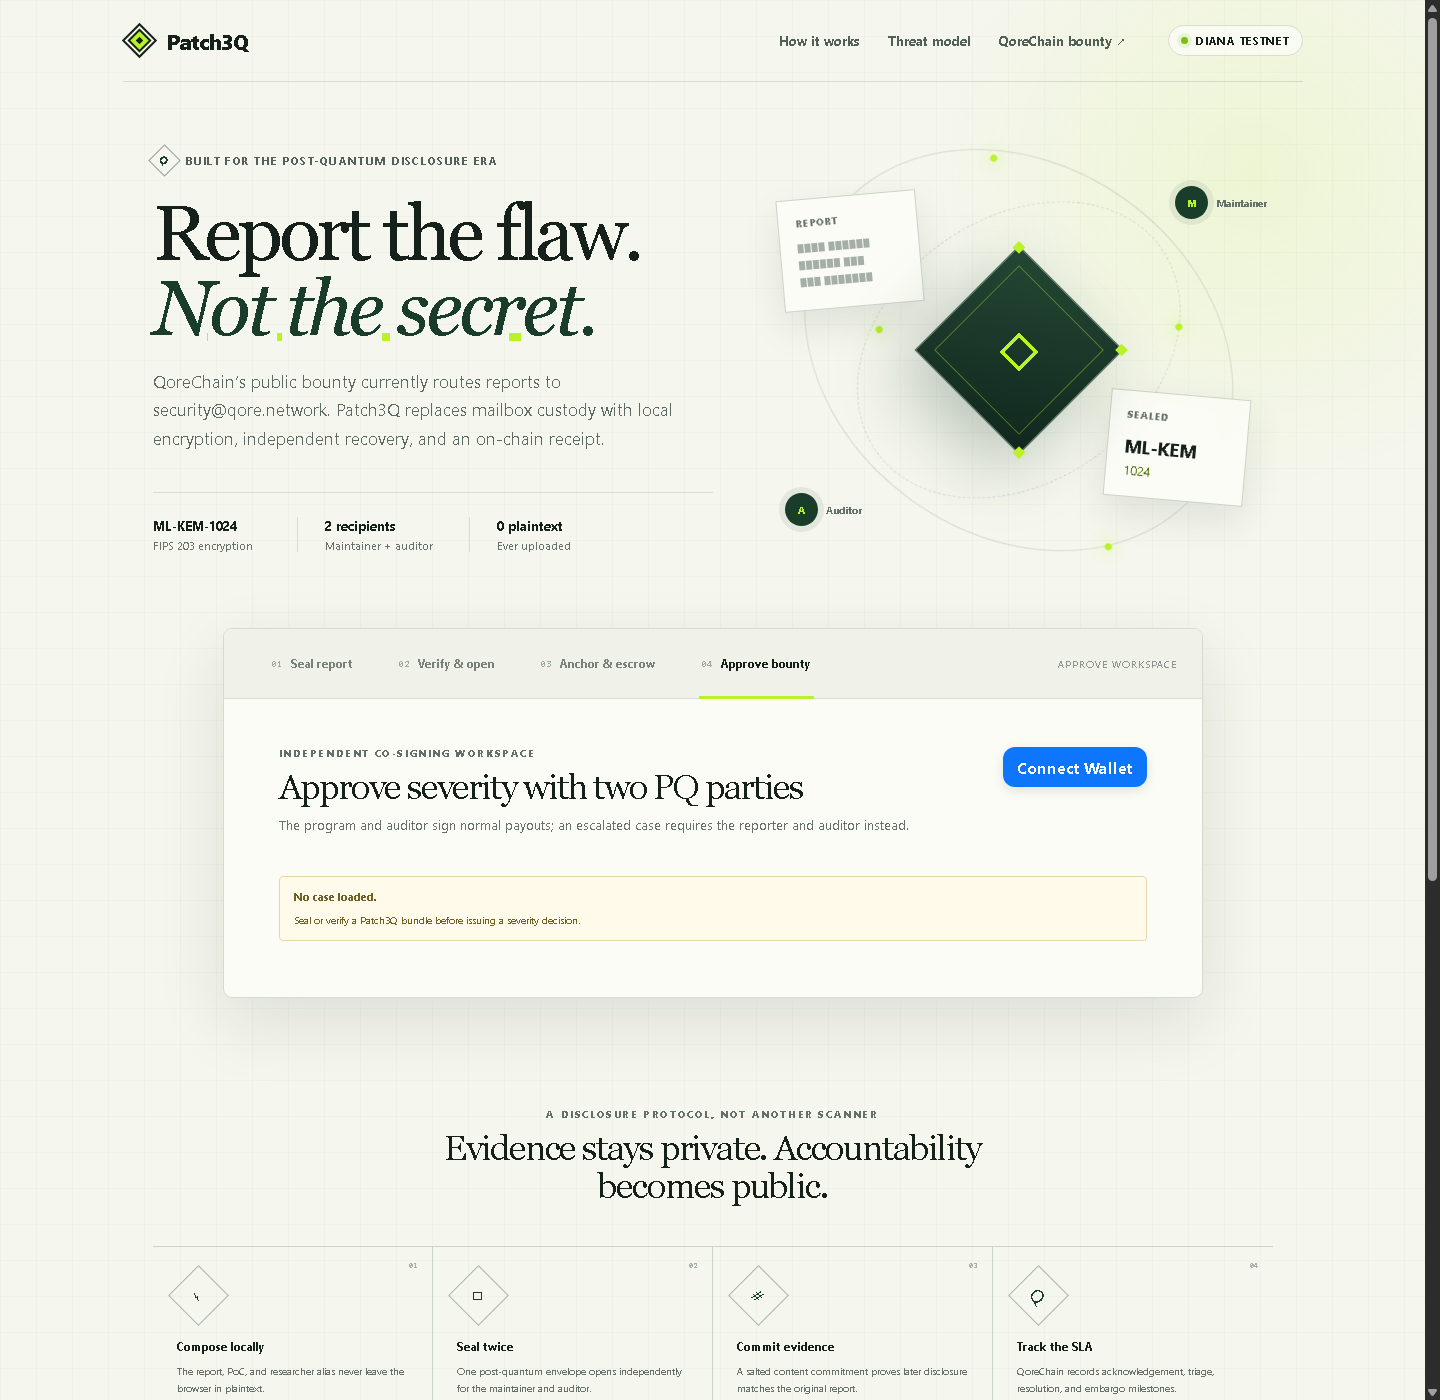 Patch3Q
How it works
Threat model
QoreChain bounty ↗
DIANA TESTNET
BUILT FOR THE POST-QUANTUM DISCLOSURE ERA
Report the flaw.
Not the secret.
QoreChain's public bounty currently routes reports to
security@qore.network. Patch3Q replaces mailbox custody with local
encryption, independent recovery, and an on-chain receipt.
ML-KEM-1024
FIPS 203 encryption
2 recipients
Maintainer + auditor
0 plaintext
Ever uploaded
REPORT
M
Maintainer
SEALED
ML-KEM
1024
A
Auditor
01 Seal report
02 Verify & open
03 Anchor & escrow
04 Approve bounty
APPROVE WORKSPACE
INDEPENDENT CO-SIGNING WORKSPACE
Approve severity with two PQ parties
The program and auditor sign normal payouts; an escalated case requires the reporter and auditor instead.
Connect Wallet
No case loaded.
Seal or verify a Patch3Q bundle before issuing a severity decision.
A DISCLOSURE PROTOCOL, NOT ANOTHER SCANNER
Evidence stays private. Accountability
becomes public.
01
Compose locally
The report, PoC, and researcher alias never leave the
browser in plaintext.
02
Seal twice
One post-quantum envelope opens independently
for the maintainer and auditor.
03
Commit evidence
A salted content commitment proves later disclosure
matches the original report.
04
Track the SLA
QoreChain records acknowledgement, triage,
resolution, and embargo milestones.